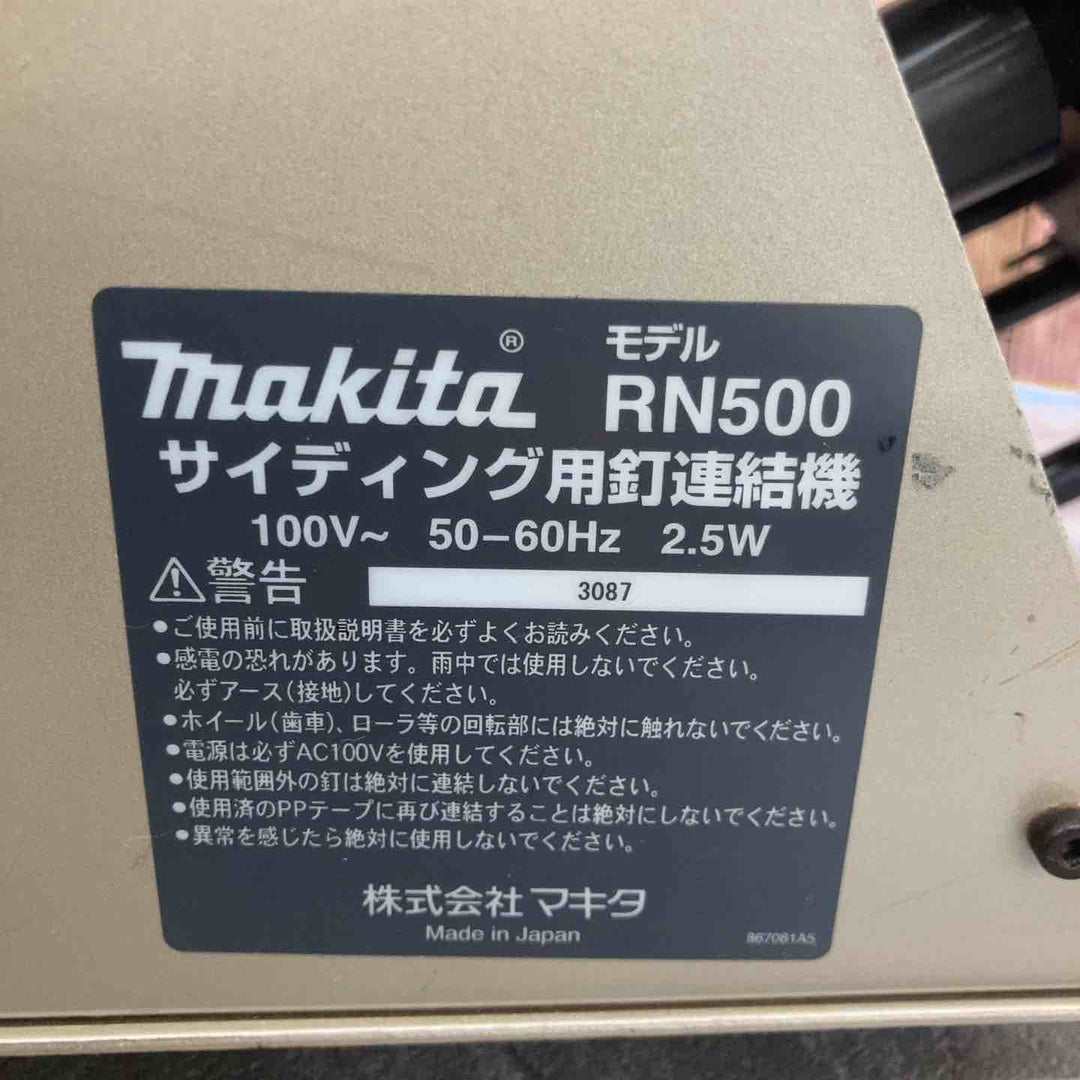 makita®
モデル
RN500
サイディング用釘連結機
100V~ 50-60Hz 2.5W
⚠警告
3087
●ご使用前に取扱説明書を必ずよくお読みください。
●感電の恐れがあります。雨中では使用しないでください。
必ずアース(接地)してください。
●ホイール(歯車)、ローラ等の回転部には絶対に触れないでください。
●電源は必ずAC100Vを使用してください。
●使用範囲外の釘は絶対に連結しないでください。
●使用済のPPテープに再び連結することは絶対にしないでください。
●異常を感じたら絶対に使用しないでください。
株式会社マキタ
Made in Japan
867061A5